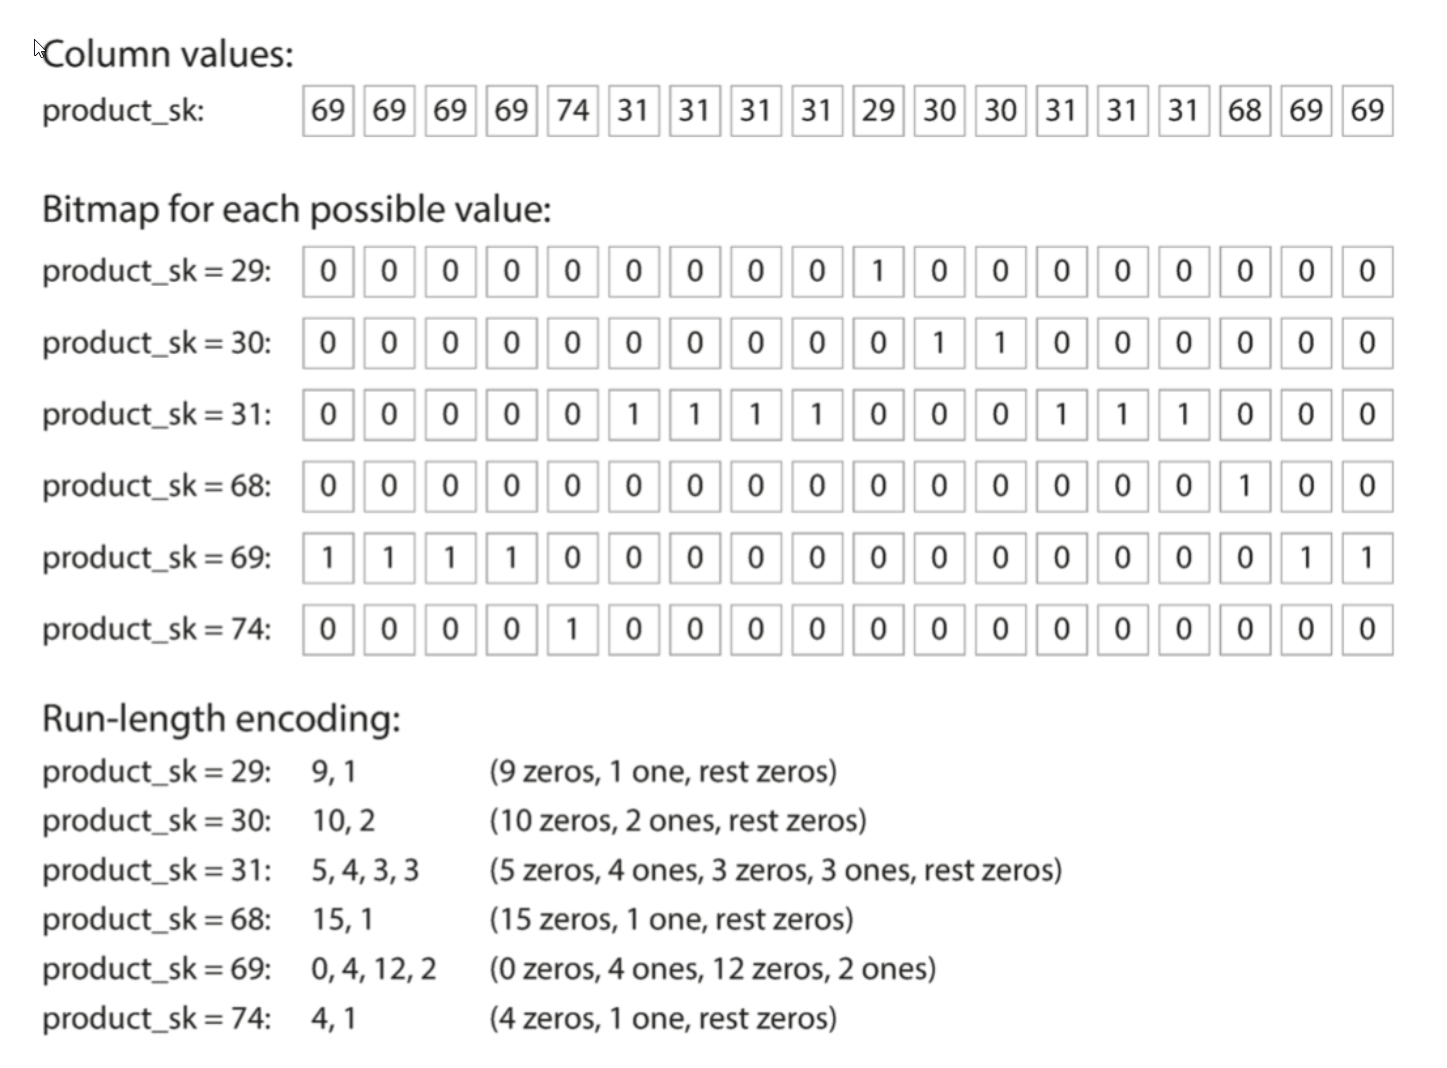 Column values:
product_sk: 69 69 69 69 74 31 31 31 31 29 30 30 31 31 31 68 69 69
Bitmap for each possible value:
product_sk = 29: 0 0 0 0 0 0 0 0 0 1 0 0 0 0 0 0 0 0
product_sk = 30: 0 0 0 0 0 0 0 0 0 0 1 1 0 0 0 0 0 0
product_sk = 31: 0 0 0 0 0 1 1 1 1 0 0 0 1 1 1 0 0 0
product_sk = 68: 0 0 0 0 0 0 0 0 0 0 0 0 0 0 0 1 0 0
product_sk = 69: 1 1 1 1 0 0 0 0 0 0 0 0 0 0 0 0 1 1
product_sk = 74: 0 0 0 0 1 0 0 0 0 0 0 0 0 0 0 0 0 0
Run-length encoding:
product_sk = 29: 9, 1 (9 zeros, 1 one, rest zeros)
product_sk = 30: 10, 2 (10 zeros, 2 ones, rest zeros)
product_sk = 31: 5, 4, 3, 3 (5 zeros, 4 ones, 3 zeros, 3 ones, rest zeros)
product_sk = 68: 15, 1 (15 zeros, 1 one, rest zeros)
product_sk = 69: 0, 4, 12, 2 (0 zeros, 4 ones, 12 zeros, 2 ones)
product_sk = 74: 4, 1 (4 zeros, 1 one, rest zeros)